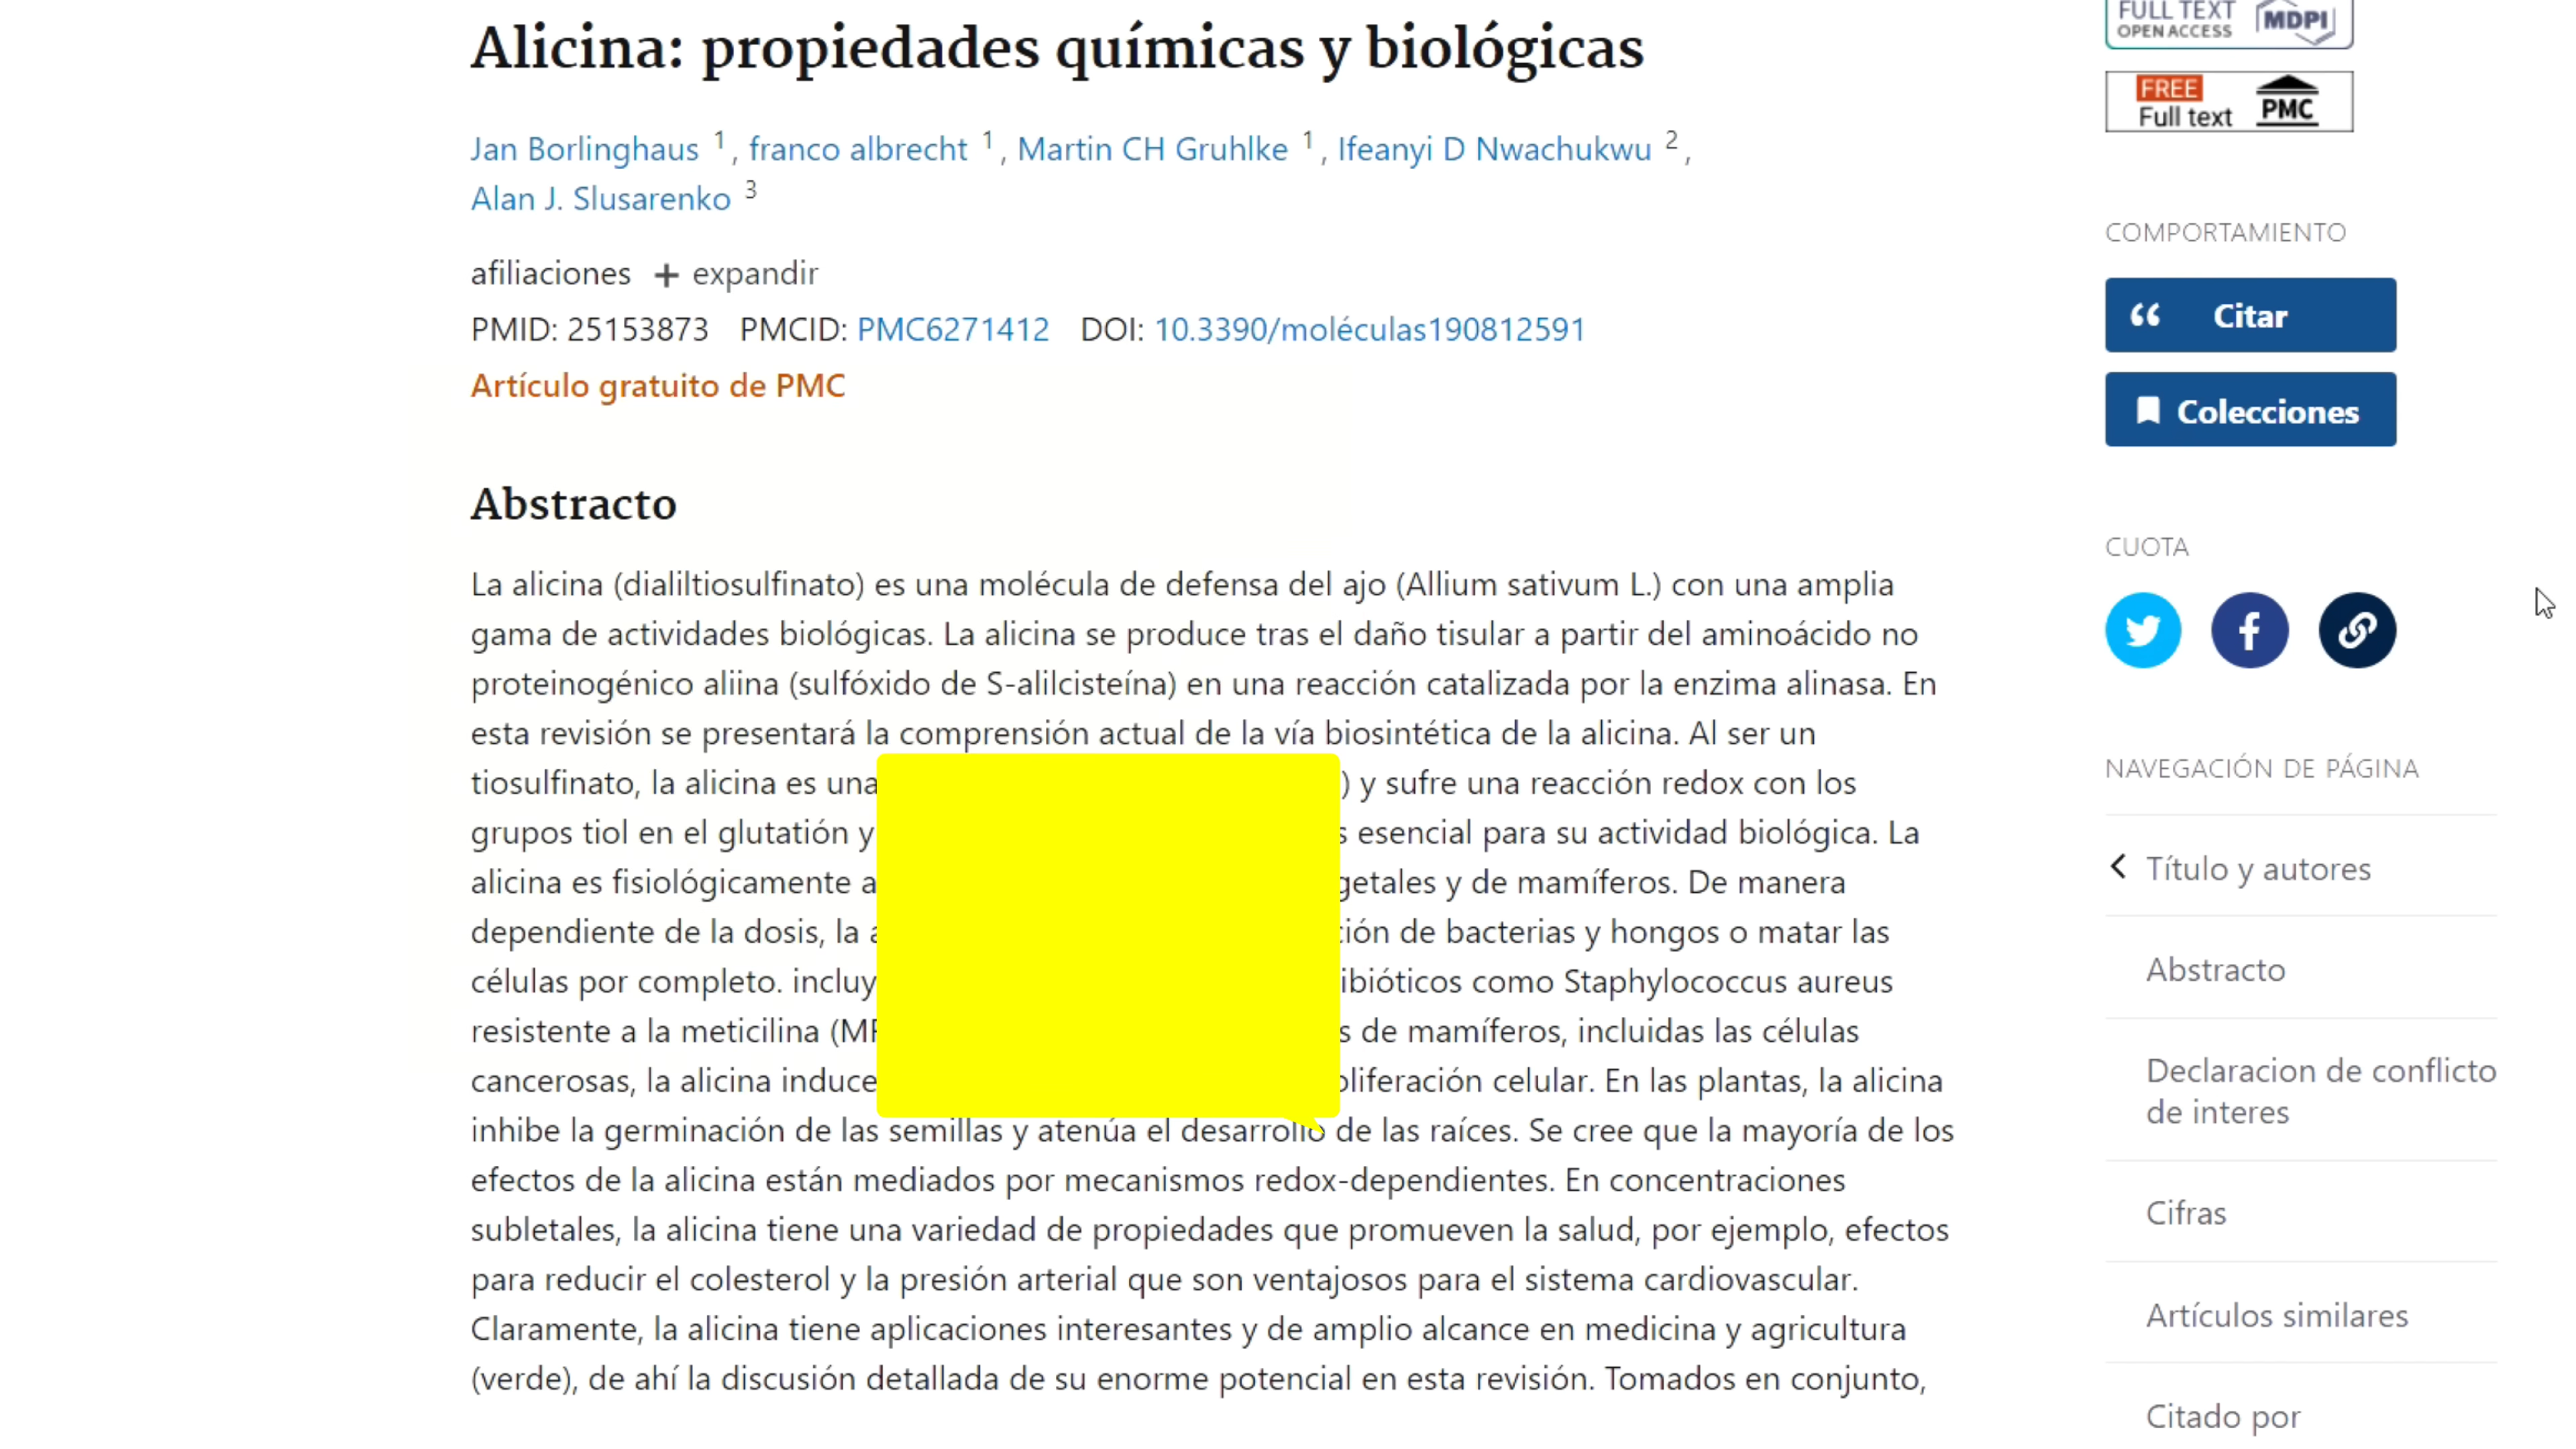 Alicina: propiedades químicas y biológicas
Jan Borlinghaus 1, franco albrecht 1, Martin CH Gruhlke 1, Ifeanyi D Nwachukwu 2,
Alan J. Slusarenko 3
afiliaciones + expandir
PMID: 25153873 PMCID: PMC6271412 DOI: 10.3390/moléculas190812591
Artículo gratuito de PMC
Abstracto
La alicina (dialiltiosulfinato) es una molécula de defensa del ajo (Allium sativum L.) con una amplia
gama de actividades biológicas. La alicina se produce tras el daño tisular a partir del aminoácido no
proteinogénico aliina (sulfóxido de S-alilcisteína) en una reacción catalizada por la enzima alinasa. En
esta revisión se presentará la comprensión actual de la vía biosintética de la alicina. Al ser un
tiosulfinato, la alicina es una ) y sufre una reacción redox con los
grupos tiol en el glutatión y esencial para su actividad biológica. La
alicina es fisiológicamente y de mamíferos. De manera
dependiente de la dosis, la de bacterias y hongos o matar las
células por completo. como Staphylococcus aureus
resistente a la meticilina de mamíferos, incluidas las células
cancerosas, la alicina induce celular. En las plantas, la alicina
inhibe la germinación de las semillas y atenúa el desarrollo de las raíces. Se cree que la mayoría de los
efectos de la alicina están mediados por mecanismos redox-dependientes. En concentraciones
subletales, la alicina tiene una variedad de propiedades que promueven la salud, por ejemplo, efectos
para reducir el colesterol y la presión arterial que son ventajosos para el sistema cardiovascular.
Claramente, la alicina tiene aplicaciones interesantes y de amplio alcance en medicina y agricultura
(verde), de ahí la discusión detallada de su enorme potencial en esta revisión. Tomados en conjunto,
FULL TEXT
OPEN ACCESS
MDPI
FREE
Full text
PMC
COMPORTAMIENTO
Citar
Colecciones
CUOTA
NAVEGACIÓN DE PÁGINA
Título y autores
Abstracto
Declaracion de conflicto
de interes
Cifras
Artículos similares
Citado por